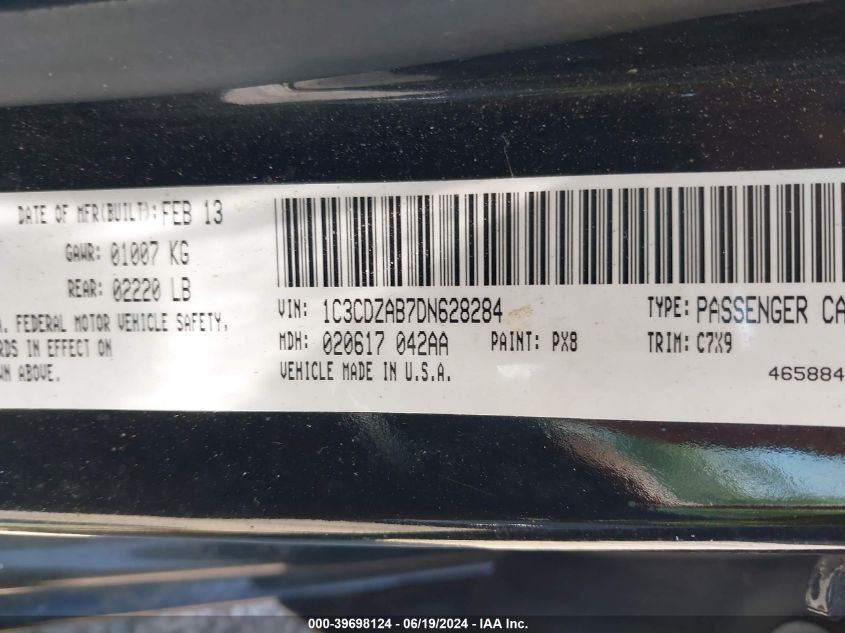 DATE OF MFR(BUILT): FEB 13
GAWR: 01007 KG
REAR: 02220 LB
A. FEDERAL MOTOR VEHICLE SAFETY,
RDS IN EFFECT ON
WN ABOVE.
VIN: 1C3CDZAB7DN628284 TYPE: PASSENGER CA
MDH: 020617 042AA PAINT: PX8 TRIM: C7X9
VEHICLE MADE IN U.S.A.
465884
000-39698124 - 06/19/2024 - IAA Inc.